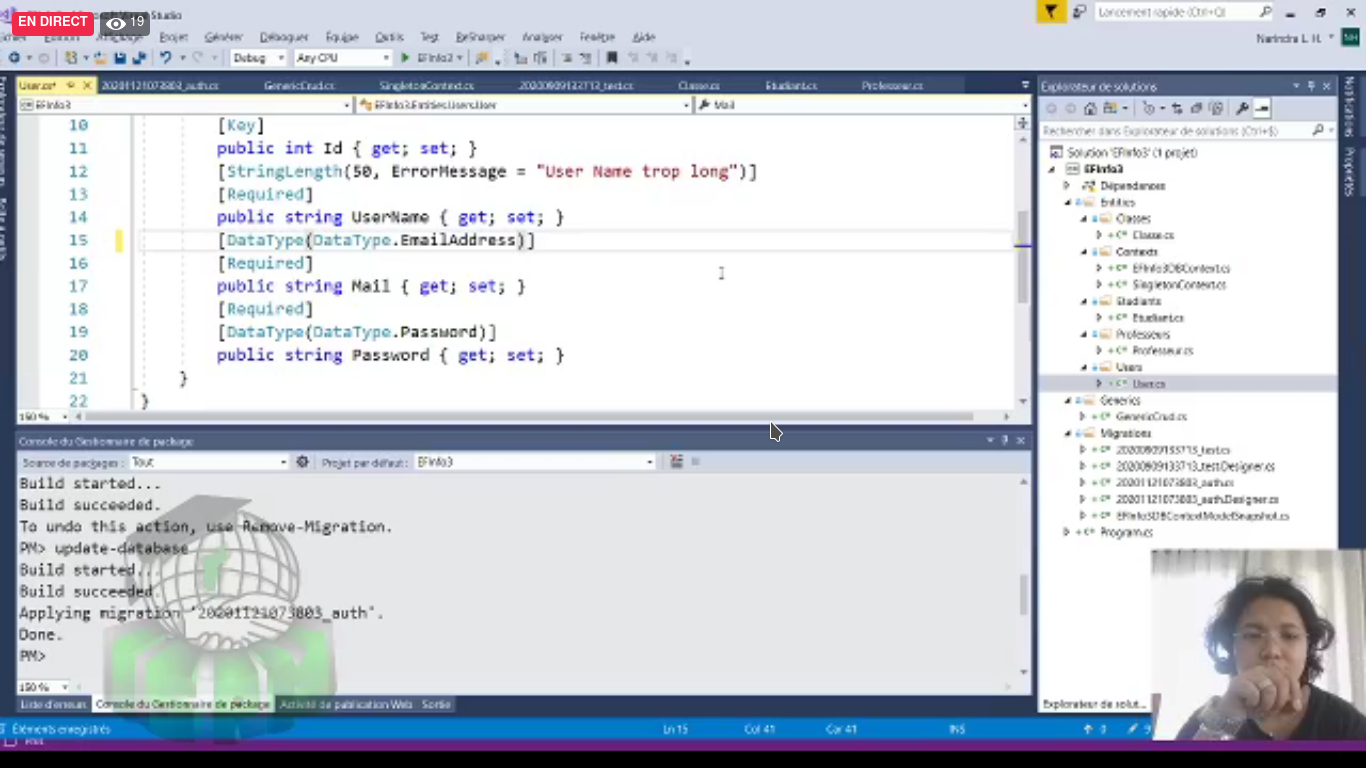 EN DIRECT 19
Studio
Lancement rapide (Ctrl+Q)
Édition Affichage Projet Générer Déboguer Équipe Outils Test ReSharper Analyser Fenêtre Aide
Narindra L. H. NH
Debug Any CPU EFInfo3
User.cs* 20201121073803_auth.cs GenericCrud.cs SingletonContext.cs 20200909133713_test.cs Classe.cs Etudiant.cs Professeur.cs
EFInfo3 EFInfo3.Entities.Users.User Mail
10 [Key]
11 public int Id { get; set; }
12 [StringLength(50, ErrorMessage = "User Name trop long")]
13 [Required]
14 public string UserName { get; set; }
15 [DataType(DataType.EmailAddress)]
16 [Required]
17 public string Mail { get; set; }
18 [Required]
19 [DataType(DataType.Password)]
20 public string Password { get; set; }
21 }
22 }
150 %
Console du Gestionnaire de package
Source de packages : Tout Projet par défaut : EFInfo3
Build started...
Build succeeded.
To undo this action, use Remove-Migration.
PM> update-database
Build started...
Build succeeded.
Applying migration '20201121073803_auth'.
Done.
PM>
150 %
Liste d'erreurs Console du Gestionnaire de package Activité de publication Web Sortie
Éléments enregistrés Ln 15 Col 41 Car 41 INS
Explorateur de solutions
Rechercher dans Explorateur de solutions (Ctrl+$)
Solution 'EFInfo3' (1 projet)
EFInfo3
Dépendances
Entities
Classes
Classe.cs
Contexts
EFInfo3DBContext.cs
SingletonContext.cs
Etudiants
Etudiant.cs
Professeurs
Professeur.cs
Users
User.cs
Generics
GenericCrud.cs
Migrations
20200909133713_test.cs
20200909133713_test.Designer.cs
20201121073803_auth.cs
20201121073803_auth.Designer.cs
EFInfo3DBContextModelSnapshot.cs
Program.cs
Explorateur de solut...
Notifications
Propriétés